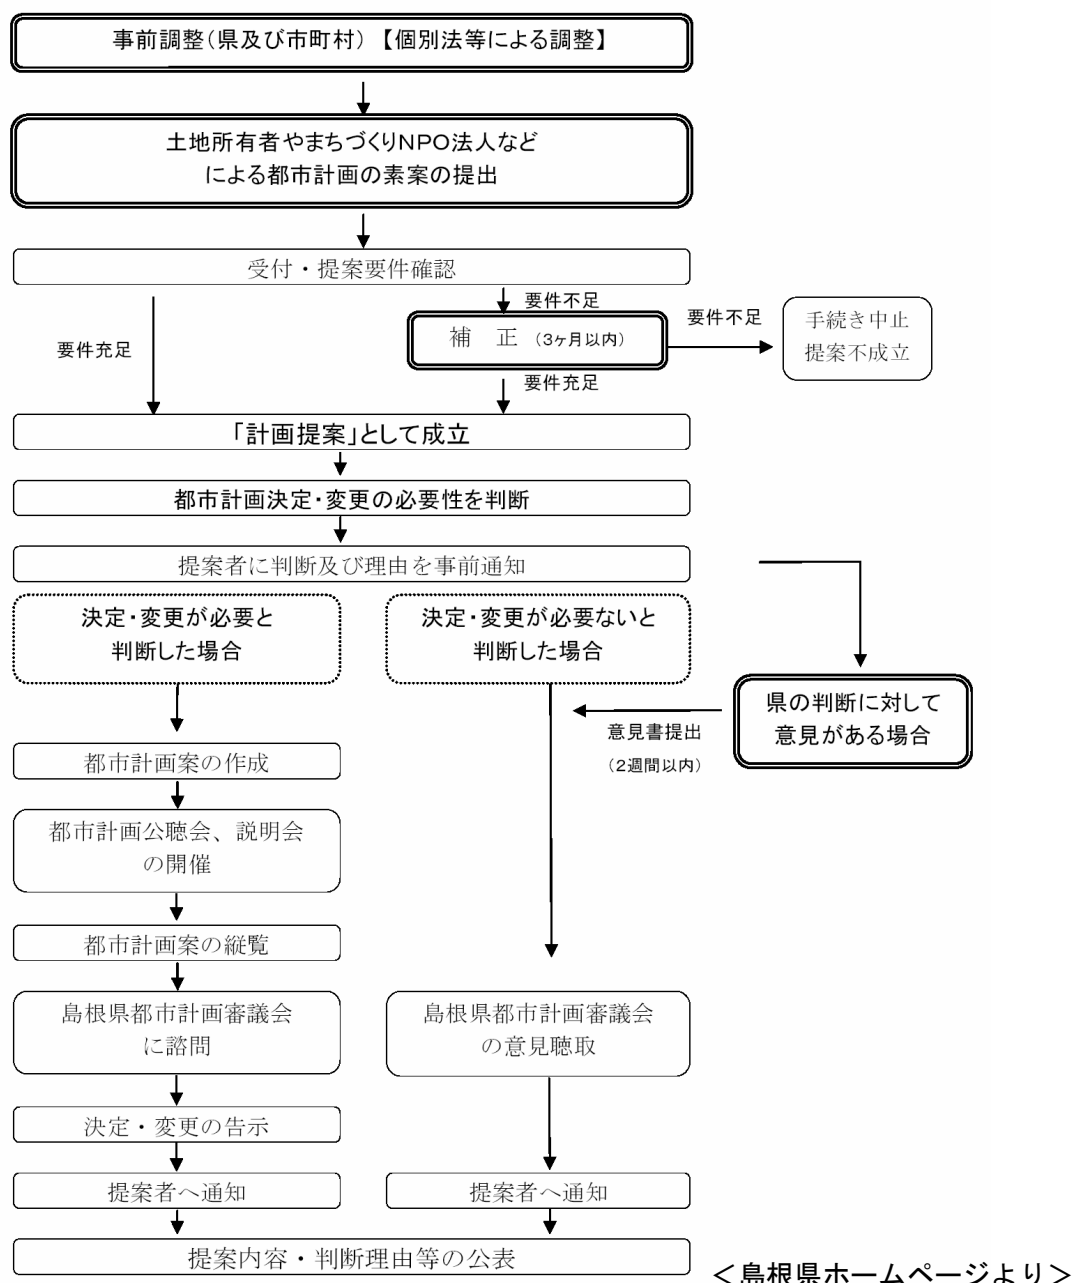 事前調整（県及び市町村）【個別法等による調整】
土地所有者やまちづくりＮＰＯ法人など
による都市計画の素案の提出
受付・提案要件確認
要件不足
要件充足
補　正（３ヶ月以内）
要件不足
手続き中止
提案不成立
要件充足
「計画提案」として成立
都市計画決定・変更の必要性を判断
提案者に判断及び理由を事前通知
決定・変更が必要と
判断した場合
決定・変更が必要ないと
判断した場合
県の判断に対して
意見がある場合
意見書提出
（２週間以内）
都市計画案の作成
都市計画公聴会、説明会
の開催
都市計画案の縦覧
島根県都市計画審議会
に諮問
島根県都市計画審議会
の意見聴取
決定・変更の告示
提案者へ通知
提案者へ通知
提案内容・判断理由等の公表
＜島根県ホームページより＞